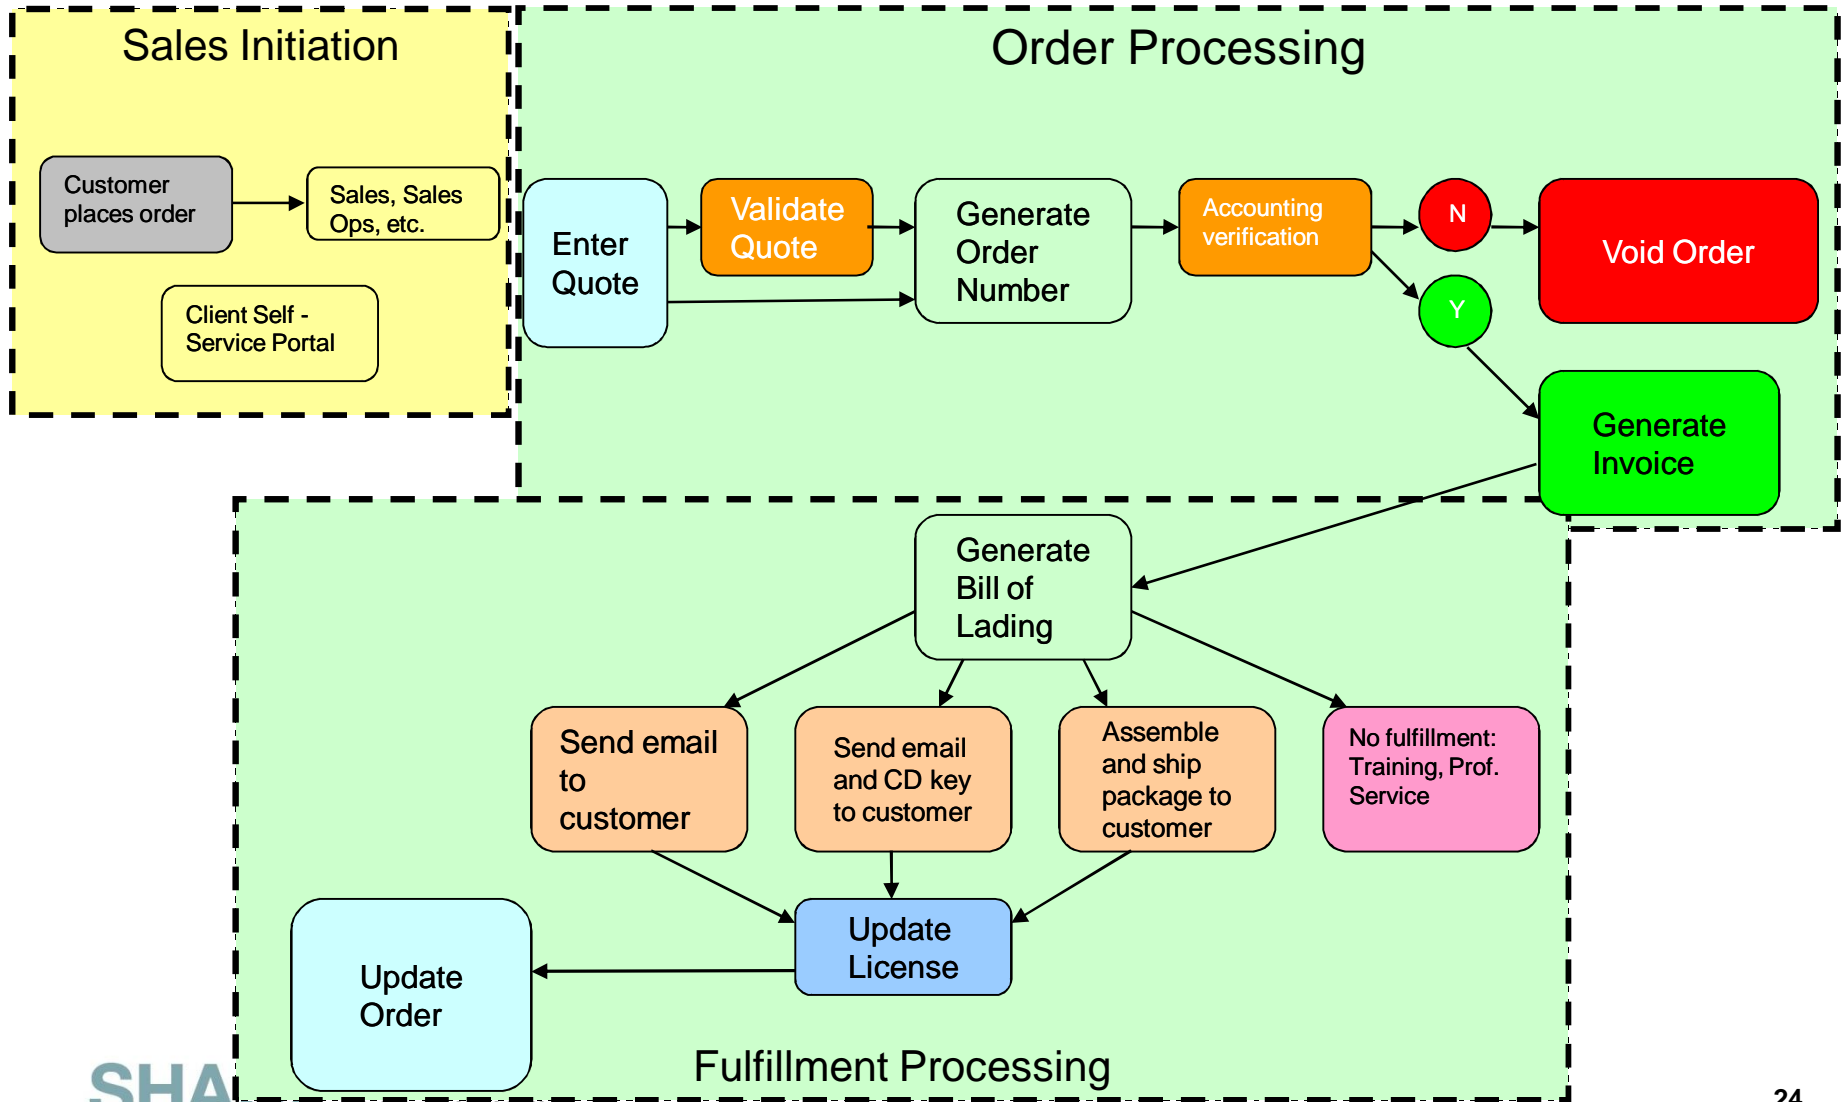 Sales Initiation
Order Processing
Customer
places order
Sales, Sales
Ops, etc.
Client Self -
Service Portal
Enter
Quote
Validate
Quote
Generate
Order
Number
Accounting
verification
N
Y
Void Order
Generate
Invoice
Generate
Bill of
Lading
Send email
to
customer
Send email
and CD key
to customer
Assemble
and ship
package to
customer
No fulfillment:
Training, Prof.
Service
Update
License
Update
Order
Fulfillment Processing
SHA
24